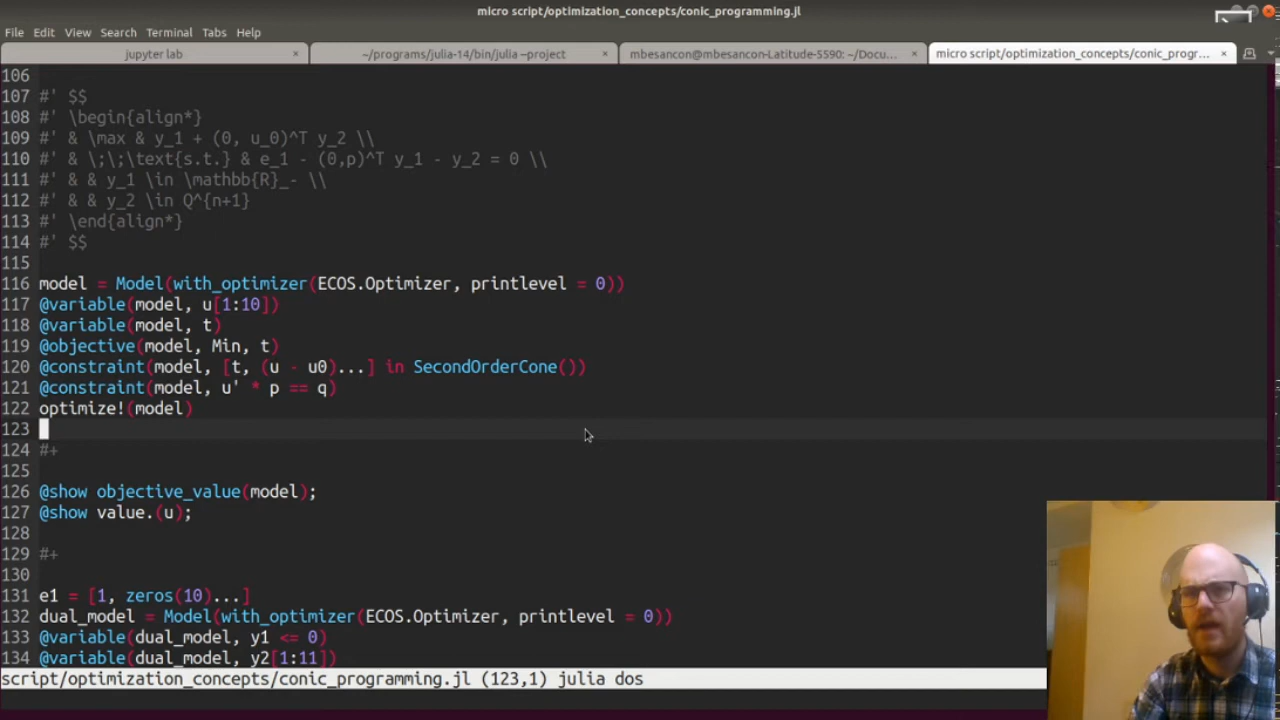 micro script/optimization_concepts/conic_programming.jl
File Edit View Search Terminal Tabs Help
jupyter lab × ~/programs/julia-14/bin/julia --project × mbesancon@mbesancon-Latitude-5590: ~/Docu... × micro script/optimization_concepts/conic_progr... ×
106
107 #' $$
108 #' \begin{align*}
109 #' & \max & y_1 + (0, u_0)^T y_2 \\
110 #' & \;\;\text{s.t.} & e_1 - (0,p)^T y_1 - y_2 = 0 \\
111 #' & & y_1 \in \mathbb{R}_- \\
112 #' & & y_2 \in Q^{n+1}
113 #' \end{align*}
114 #' $$
115
116 model = Model(with_optimizer(ECOS.Optimizer, printlevel = 0))
117 @variable(model, u[1:10])
118 @variable(model, t)
119 @objective(model, Min, t)
120 @constraint(model, [t, (u - u0)...] in SecondOrderCone())
121 @constraint(model, u' * p == q)
122 optimize!(model)
123
124 #+
125
126 @show objective_value(model);
127 @show value.(u);
128
129 #+
130
131 e1 = [1, zeros(10)...]
132 dual_model = Model(with_optimizer(ECOS.Optimizer, printlevel = 0))
133 @variable(dual_model, y1 <= 0)
134 @variable(dual_model, y2[1:11])
script/optimization_concepts/conic_programming.jl (123,1) julia dos